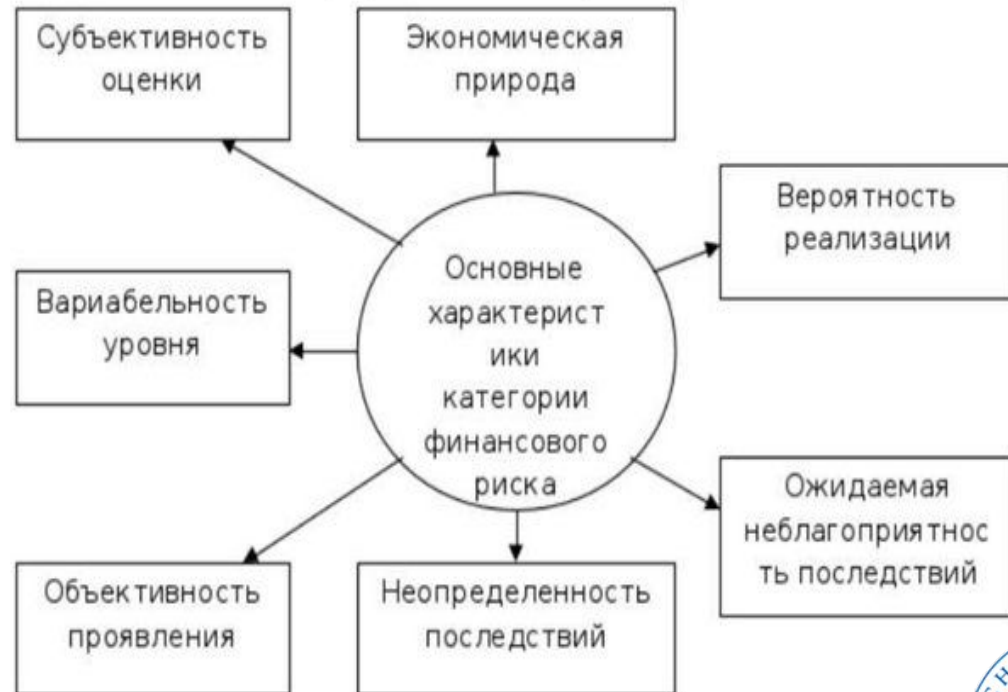 Субъективность
оценки
Экономическая
природа
Вероятность
реализации
Вариабельность
уровня
Основные
характерист
ики
категории
финансового
риска
Ожидаемая
неблагоприятнос
ть последствий
Объективность
проявления
Неопределенность
последствий